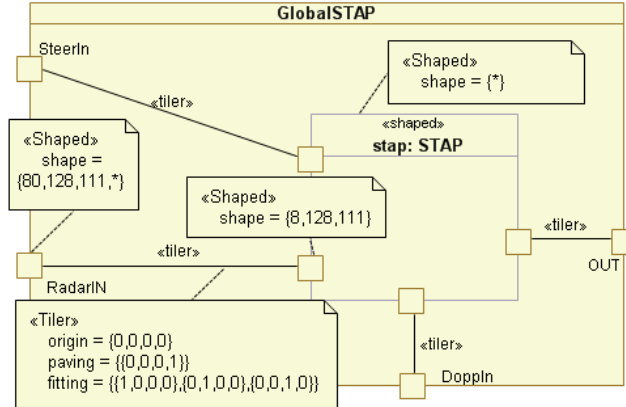 GlobalSTAP
SteerIn
«Shaped»
shape = {*}
«tiler»
«shaped»
stap: STAP
«Shaped»
shape =
{80,128,111,*}
«Shaped»
shape = {8,128,111}
«tiler»
«tiler»
OUT
RadarIN
«Tiler»
origin = {0,0,0,0}
paving = {{0,0,0,1}}
fitting = {{1,0,0,0},{0,1,0,0},{0,0,1,0}}
«tiler»
DoppIn